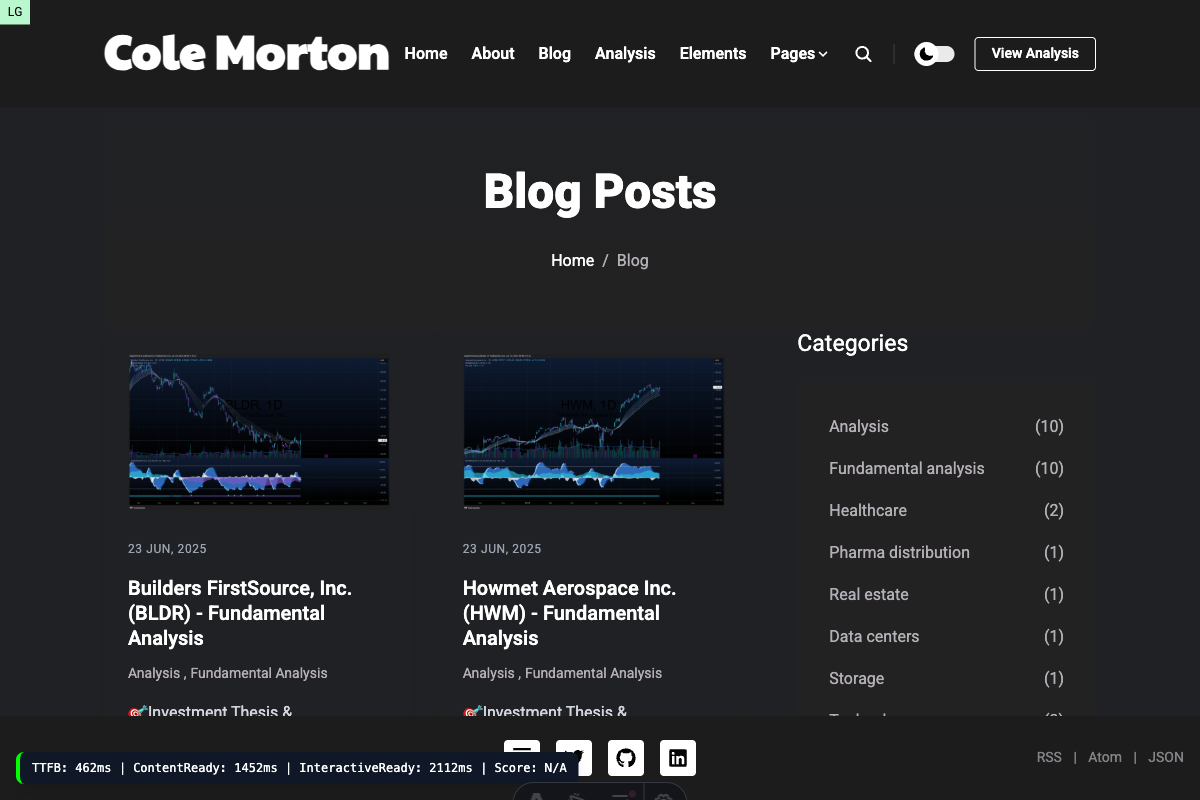 LG
Cole Morton
Home
About
Blog
Analysis
Elements
Pages
View Analysis
Blog Posts
Home / Blog
BLDR, 1D
HWM, 1D
23 JUN, 2025
Builders FirstSource, Inc.
(BLDR) - Fundamental
Analysis
Analysis , Fundamental Analysis
🎯Investment Thesis &
23 JUN, 2025
Howmet Aerospace Inc.
(HWM) - Fundamental
Analysis
Analysis , Fundamental Analysis
🎯Investment Thesis &
Categories
Analysis (10)
Fundamental analysis (10)
Healthcare (2)
Pharma distribution (1)
Real estate (1)
Data centers (1)
Storage (1)
RSS | Atom | JSON
TTFB: 462ms | ContentReady: 1452ms | InteractiveReady: 2112ms | Score: N/A